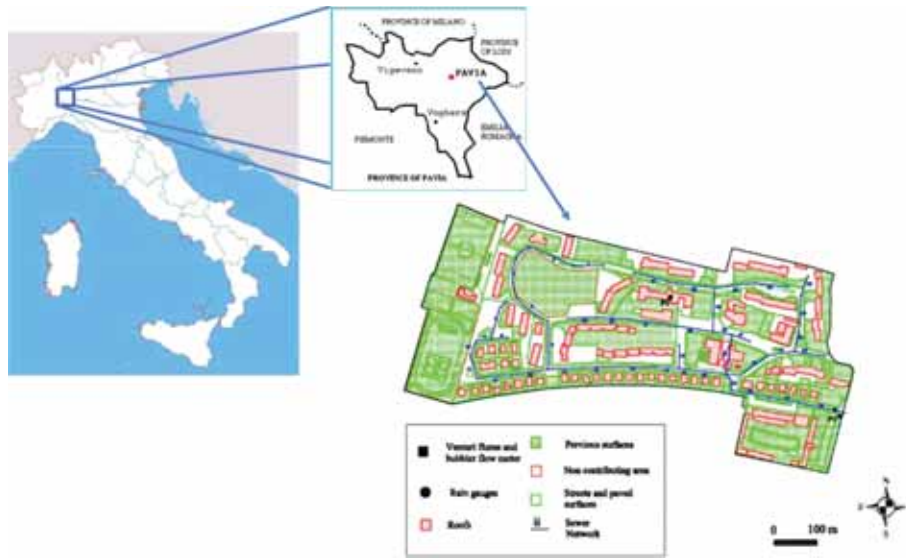 PROVINCE OF MILANO
PROVINCE
OF LODI
Vigevano
PAVIA
Voghera
PIEMONTE
EMILIA
ROMAGNA
PROVINCE OF PAVIA
Venturi flume and
bubbler flow meter
Rain gauges
Roofs
Pervious surfaces
Non contributing area
Streets and paved
surfaces
Sewer
Network
N
S
0 100 m